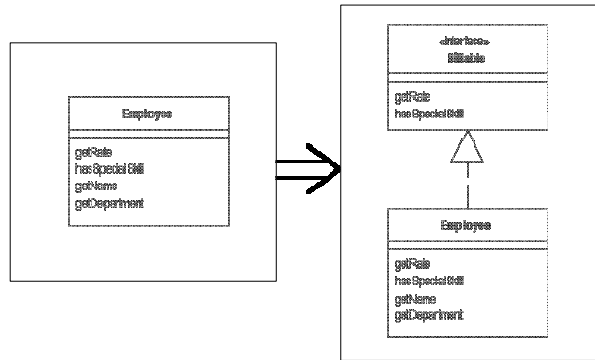 Employee
getRate
hasSpecialSkill
getName
getDepartment
«interface»
Billable
getRate
hasSpecialSkill
Employee
getRate
hasSpecialSkill
getName
getDepartment